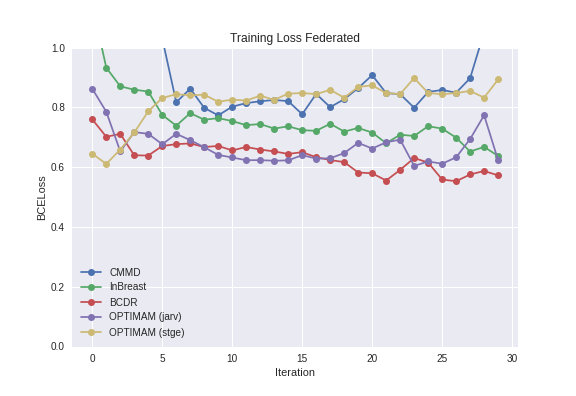 Training Loss Federated
1.0
0.8
0.6
0.4
0.2
0.0
BCELoss
CMMD
InBreast
BCDR
OPTIMAM (jarv)
OPTIMAM (stge)
0 5 10 15 20 25 30
Iteration